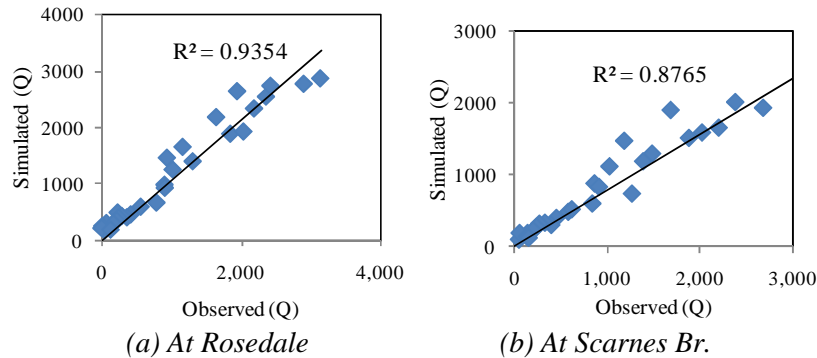 4000
3000
2000
1000
0
Simulated (Q)
R² = 0.9354
0
2,000
4,000
Observed (Q)
(a) At Rosedale
3000
2000
1000
0
Simulated (Q)
R² = 0.8765
0
1,000
2,000
3,000
Observed (Q)
(b) At Scarnes Br.